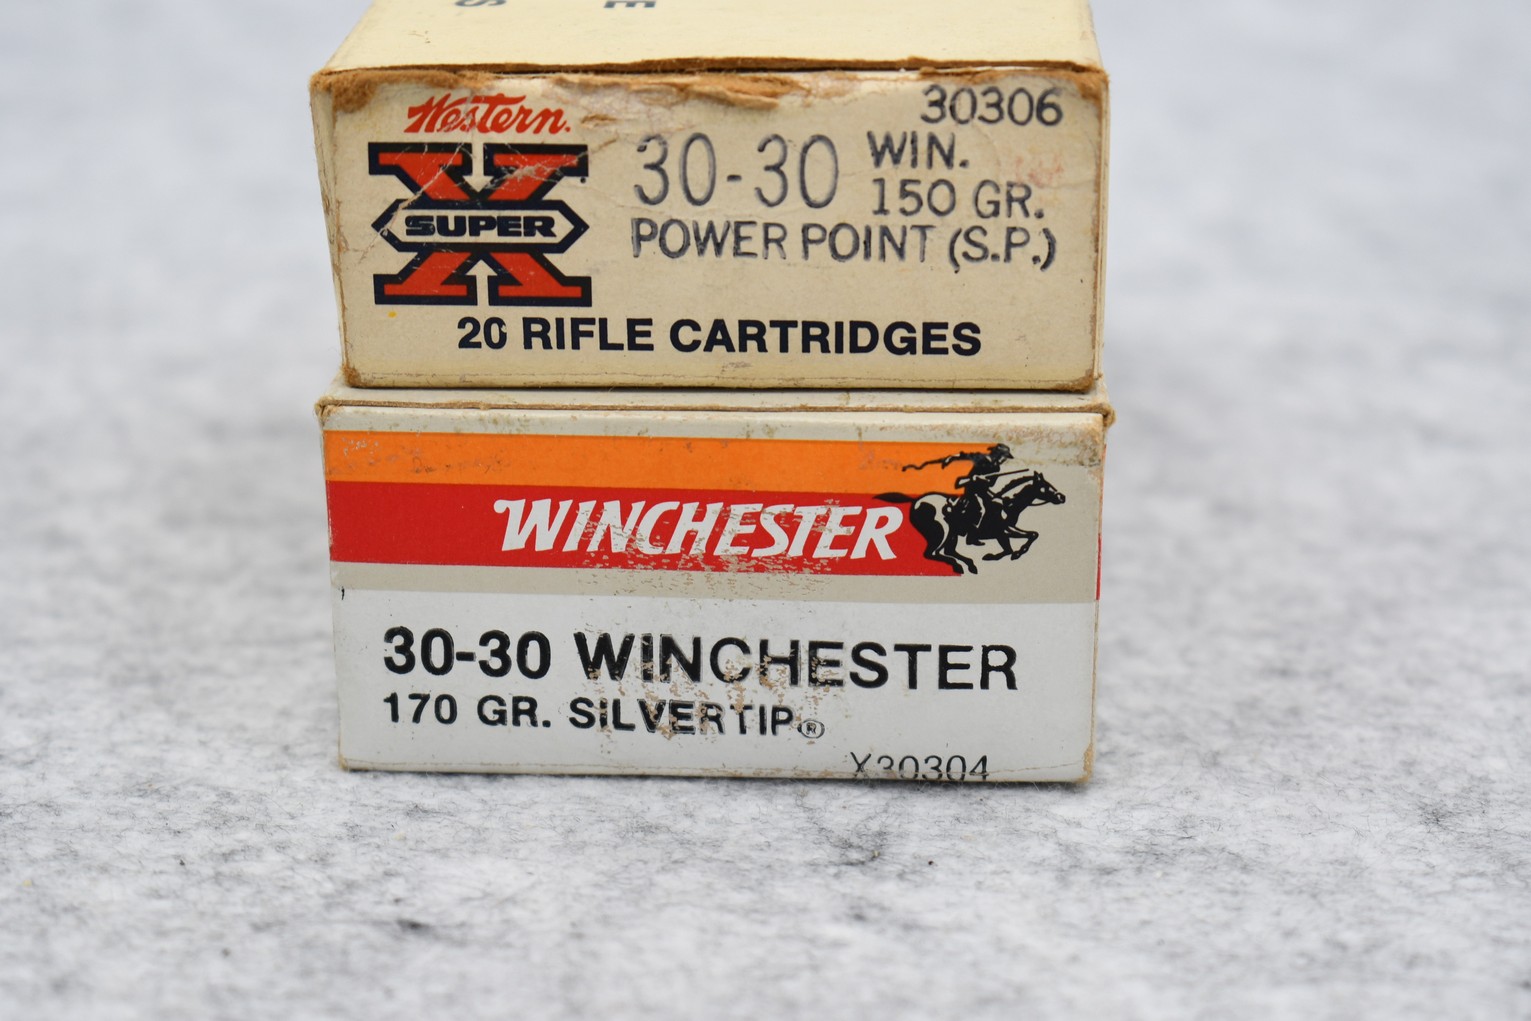 S E
Western
30306
SUPER X
30-30 WIN.
150 GR.
POWER POINT (S.P.)
20 RIFLE CARTRIDGES
WINCHESTER
30-30 WINCHESTER
170 GR. SILVERTIP®
X30304